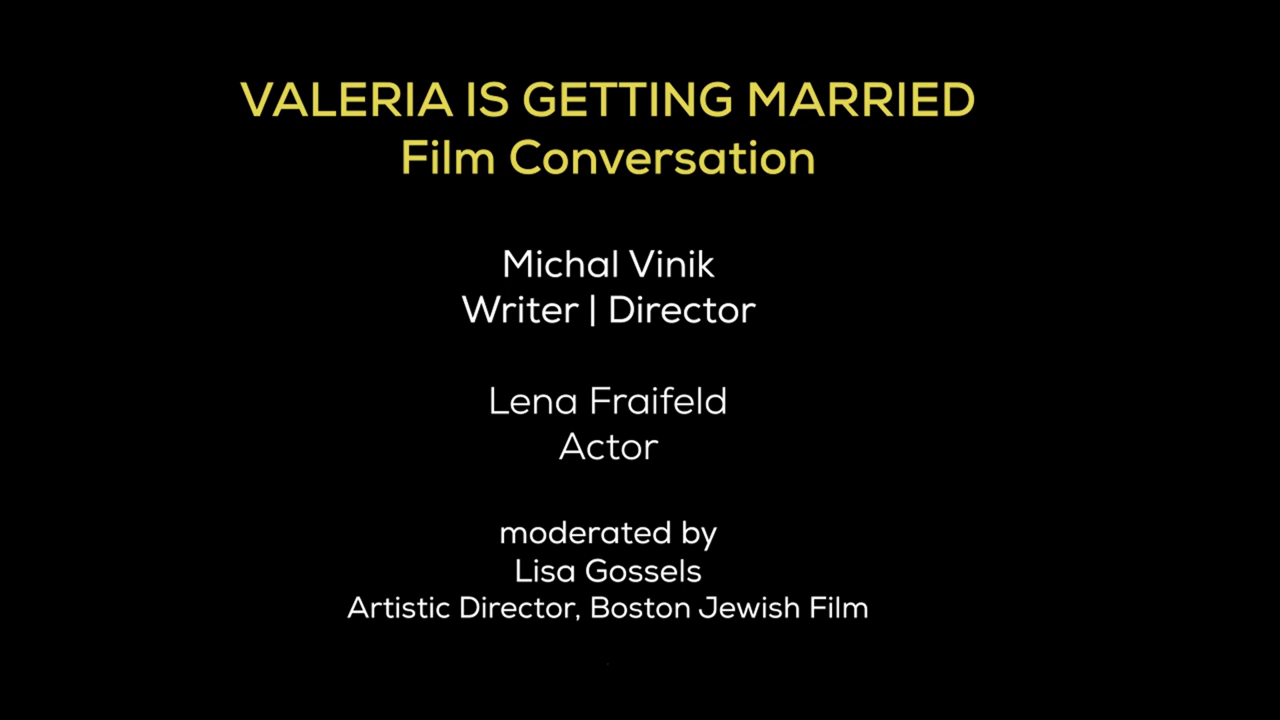 VALERIA IS GETTING MARRIED
Film Conversation
Michal Vinik
Writer | Director
Lena Fraifeld
Actor
moderated by
Lisa Gossels
Artistic Director, Boston Jewish Film